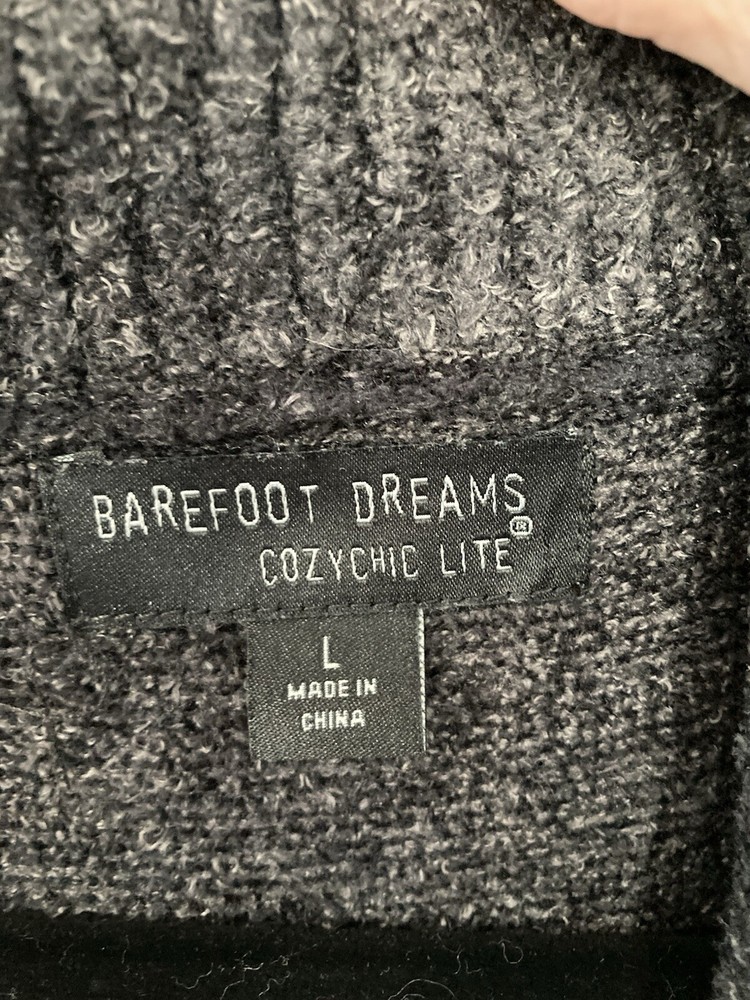 BAREFOOT DREAMS
COZYCHIC LITE®
L
MADE IN
CHINA